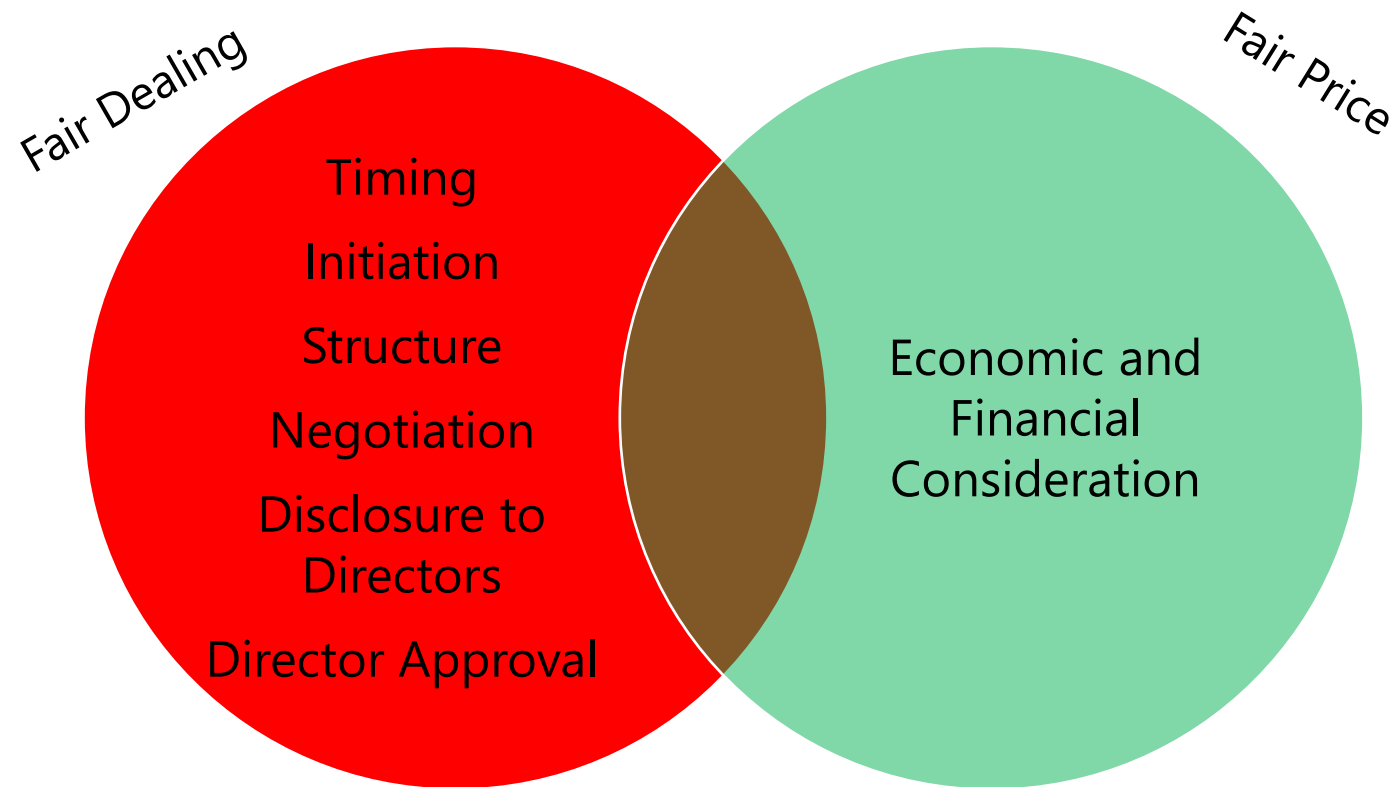 Fair Dealing
Timing
Initiation
Structure
Negotiation
Disclosure to
Directors
Director Approval
Fair Price
Economic and
Financial
Consideration